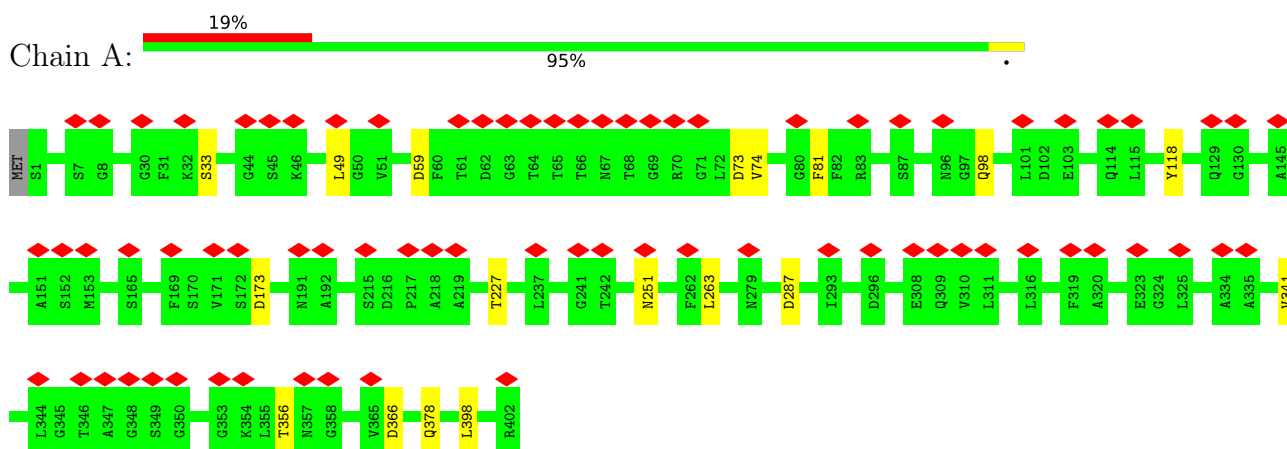 19%
Chain A:
95%
MET S1 S7 G8 G30 F31 K32 S33 G44 S45 K46 L49 G50 V51 D59 F60 T61 D62 G63 T64 T65 T66 N67 T68 G69 R70 G71 L72 D73 V74 G80 F81 F82 R83 S87 N96 G97 Q98 L101 D102 E103 Q114 L115 Y118 Q129 G130 A145
A151 S152 M153 S165 F169 S170 V171 S172 D173 N191 A192 S215 D216 P217 A218 A219 T227 L237 G241 T242 N251 F262 L263 N279 D287 I293 D296 E308 Q309 V310 L311 L316 F319 A320 E323 G324 L325 A334 A335 V341
L344 G345 T346 A347 G348 S349 G350 G353 K354 L355 T356 N357 G358 V365 D366 Q378 L398 R402